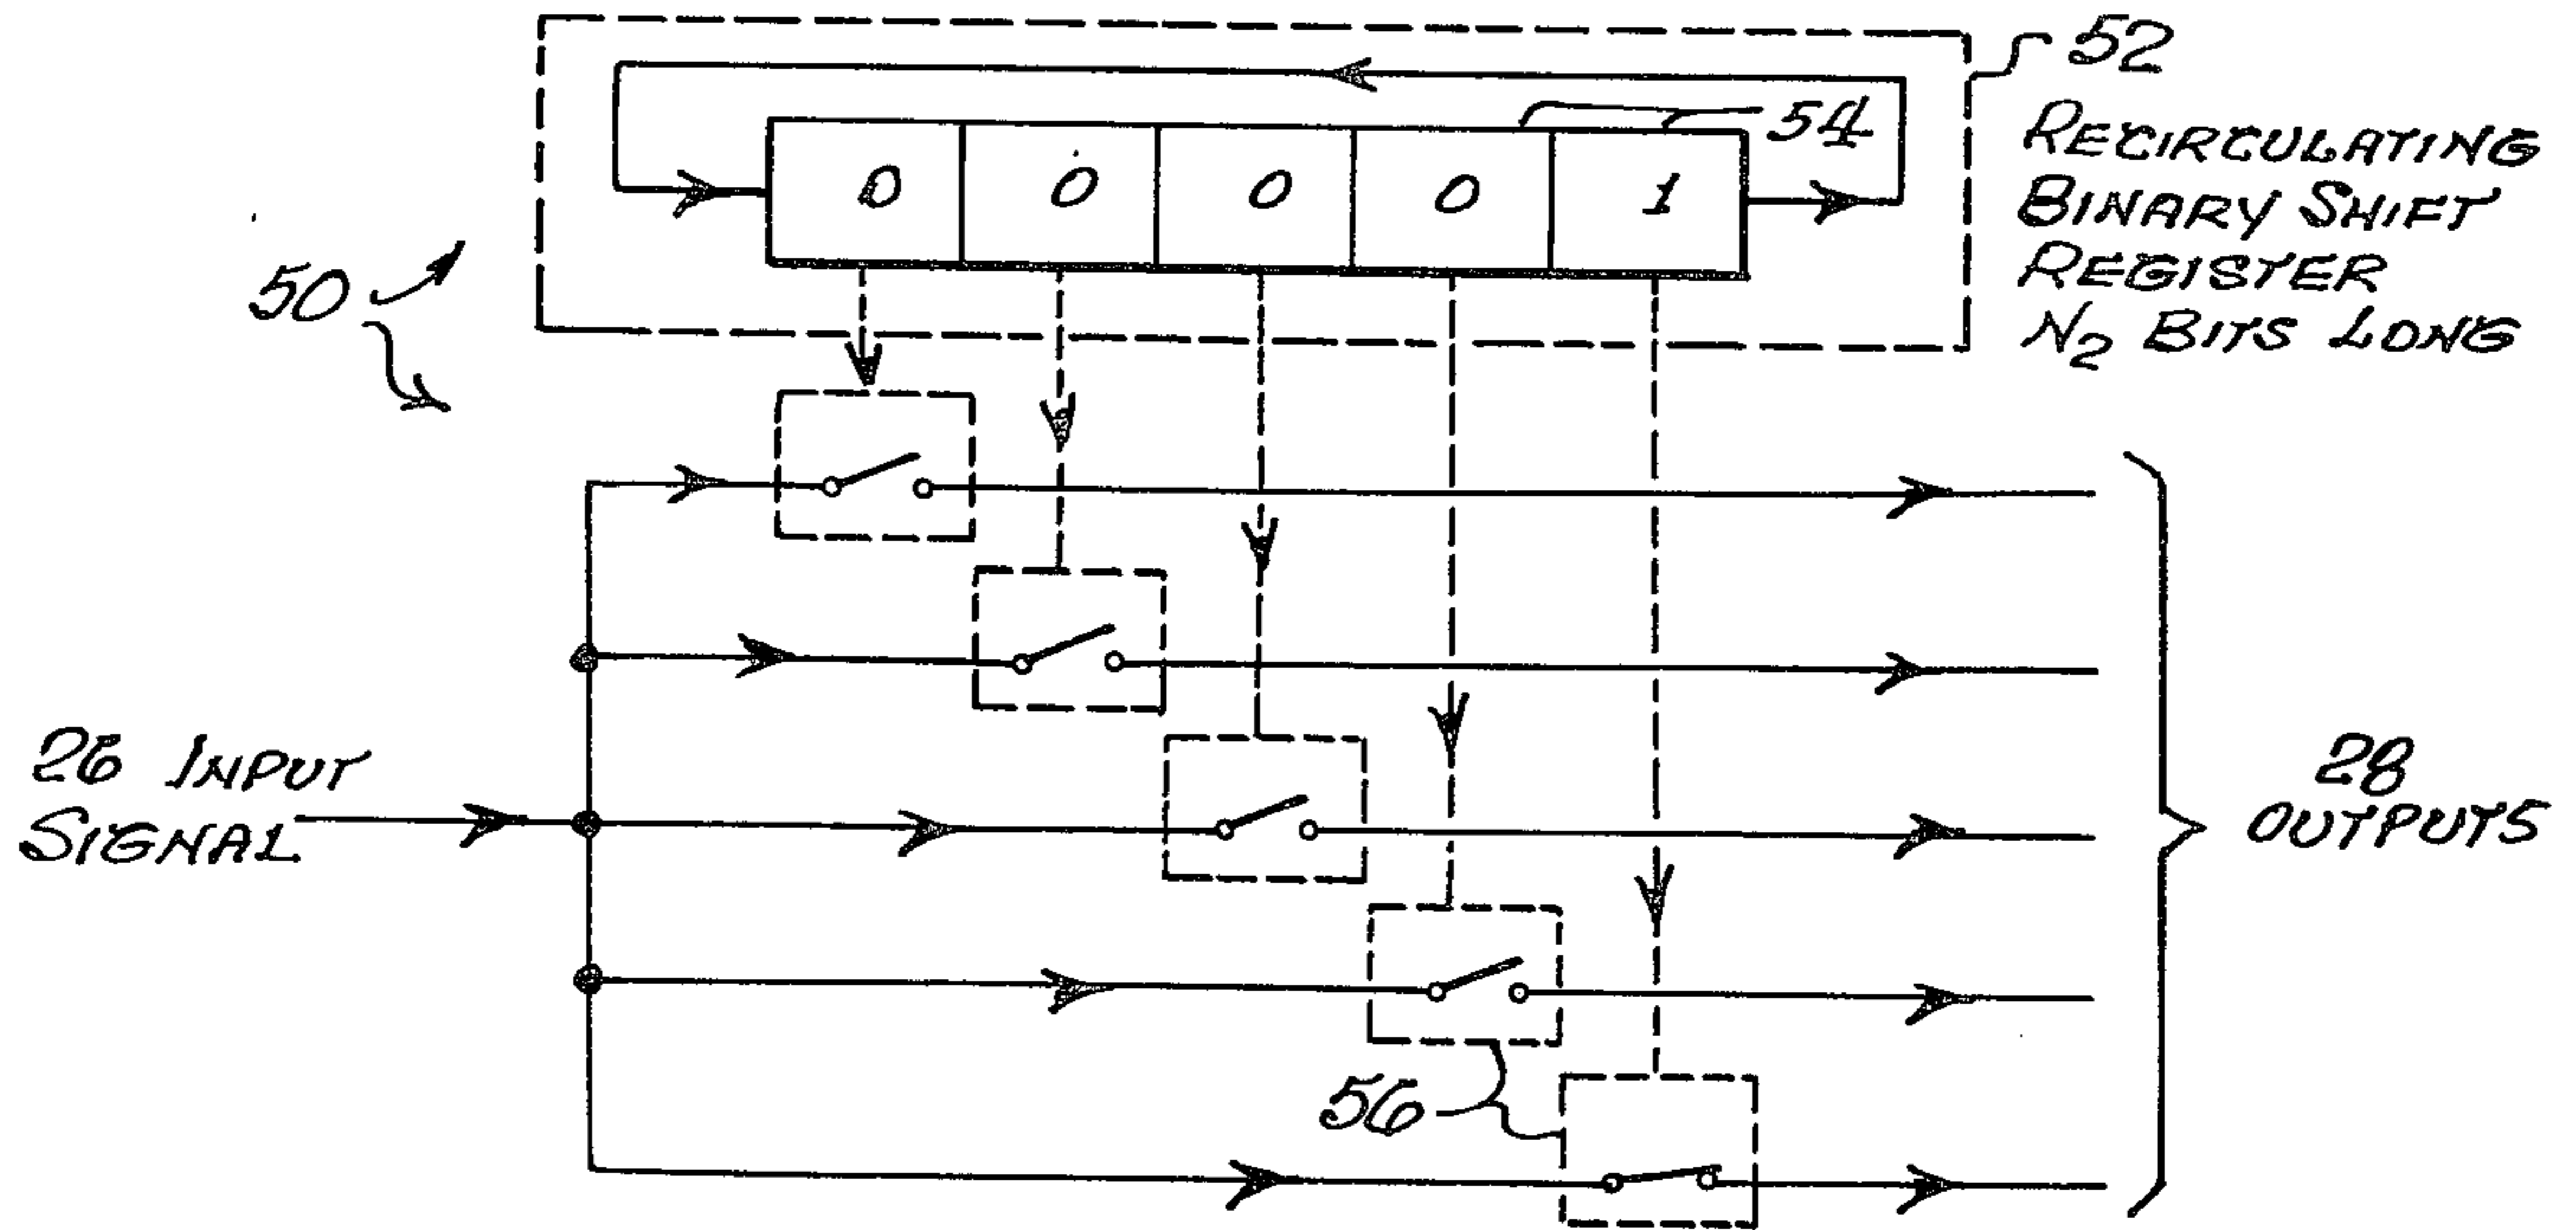 52
RECIRCULATING
BINARY SHIFT
REGISTER
N₂ BITS LONG
54
0 0 0 0 1
50
26 INPUT
SIGNAL
28
OUTPUTS
56